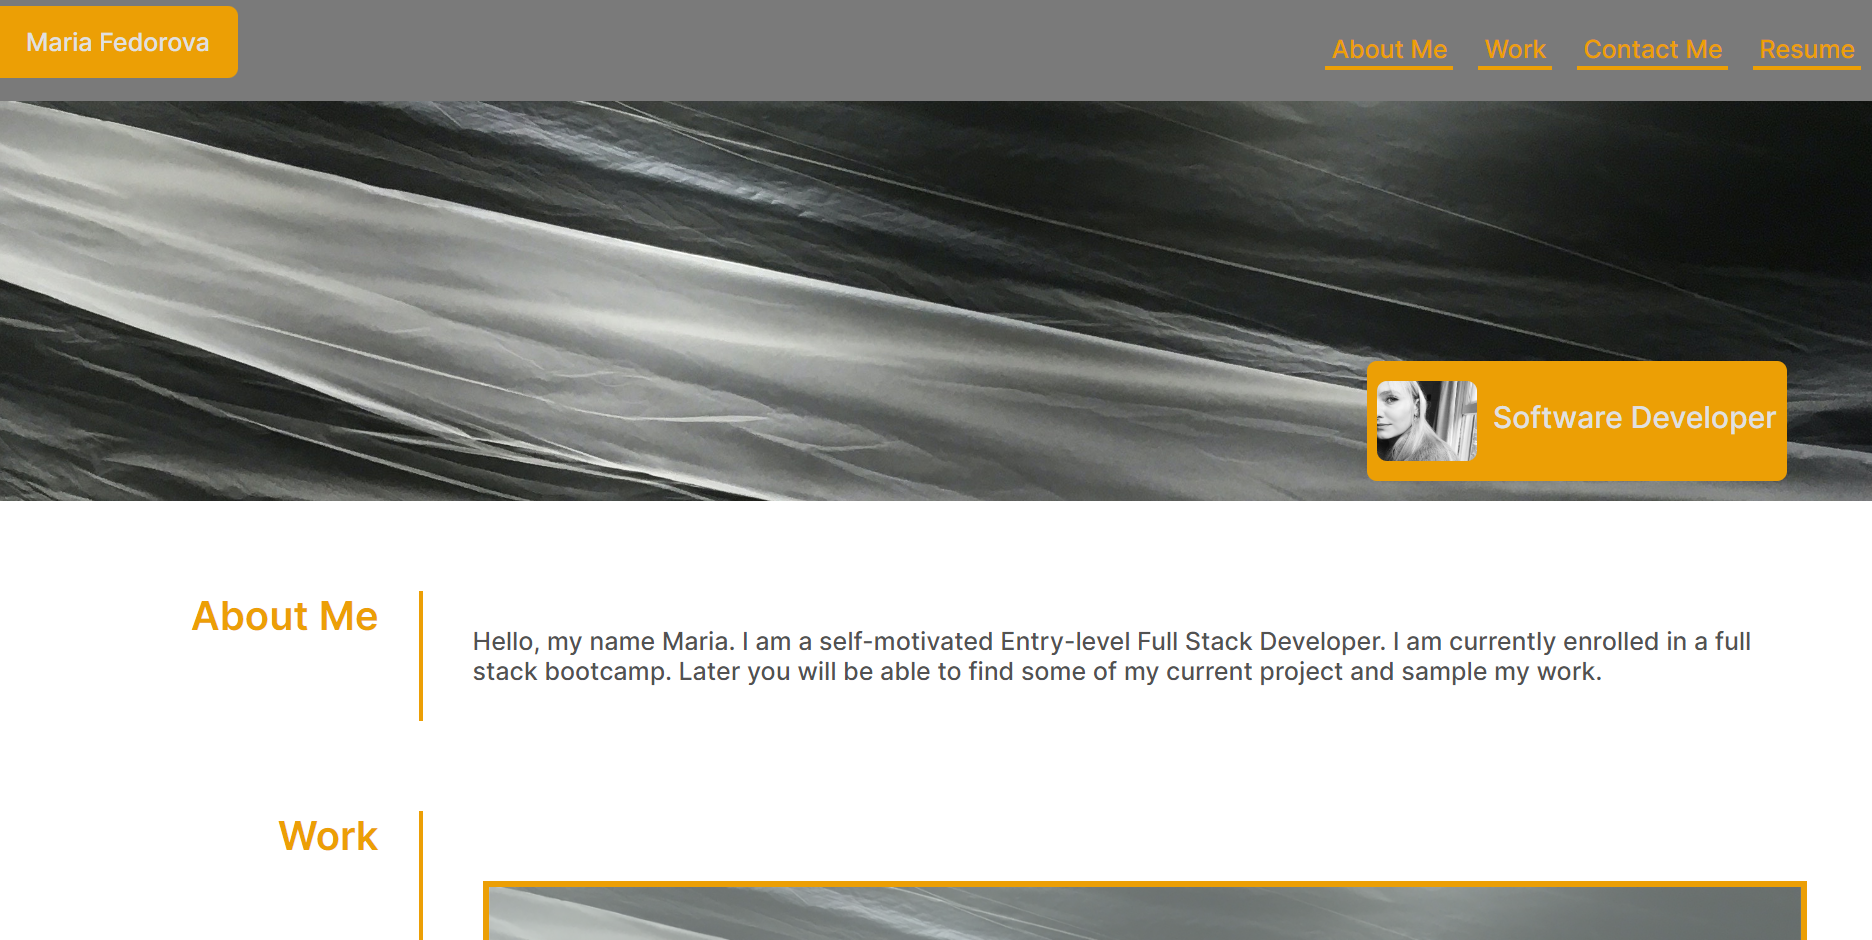 Maria Fedorova
About Me Work Contact Me Resume
Software Developer
About Me
Hello, my name Maria. I am a self-motivated Entry-level Full Stack Developer. I am currently enrolled in a full
stack bootcamp. Later you will be able to find some of my current project and sample my work.
Work